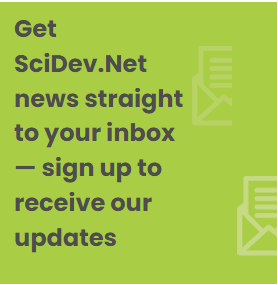 Get
SciDev.Net
news straight
to your inbox
— sign up to
receive our
updates